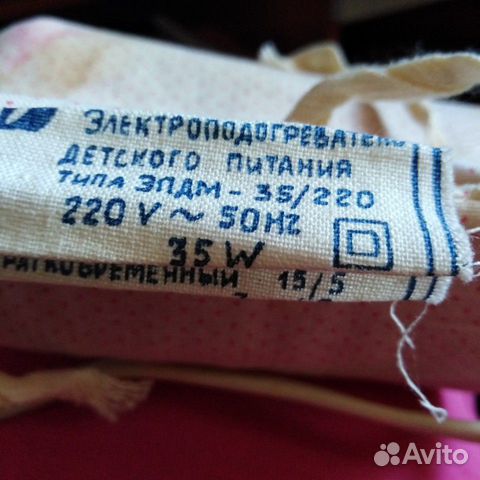 ЭЛЕКТРОПОДОГРЕВАТЕЛЬ
ДЕТСКОГО ПИТАНИЯ
ТИПА ЭПДМ - 35/220
220 V ~ 50 HZ
35 W
КРАТКОВРЕМЕННЫЙ 15/5
Avito